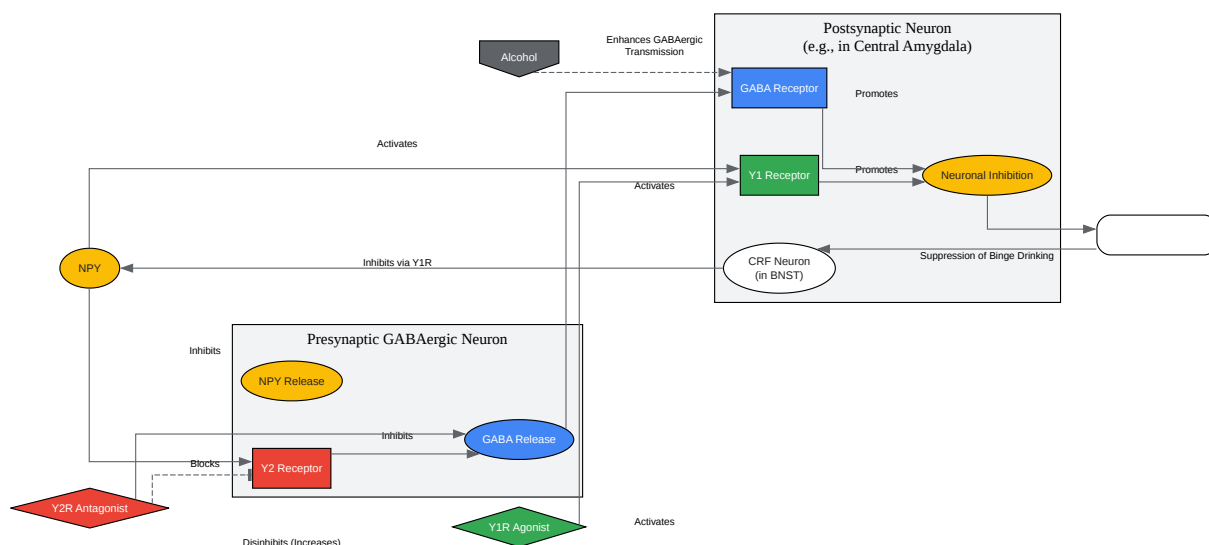 Postsynaptic Neuron
(e.g., in Central Amygdala)
Enhances GABAergic
Transmission
Alcohol
GABA Receptor
Promotes
Activates
Y1 Receptor
Promotes
Neuronal Inhibition
Activates
NPY
Inhibits via Y1R
CRF Neuron
(in BNST)
Suppression of Binge Drinking
Presynaptic GABAergic Neuron
Inhibits
NPY Release
Inhibits
GABA Release
Blocks
Y2 Receptor
Y2R Antagonist
Y1R Agonist
Activates
Disinhibits (Increases)